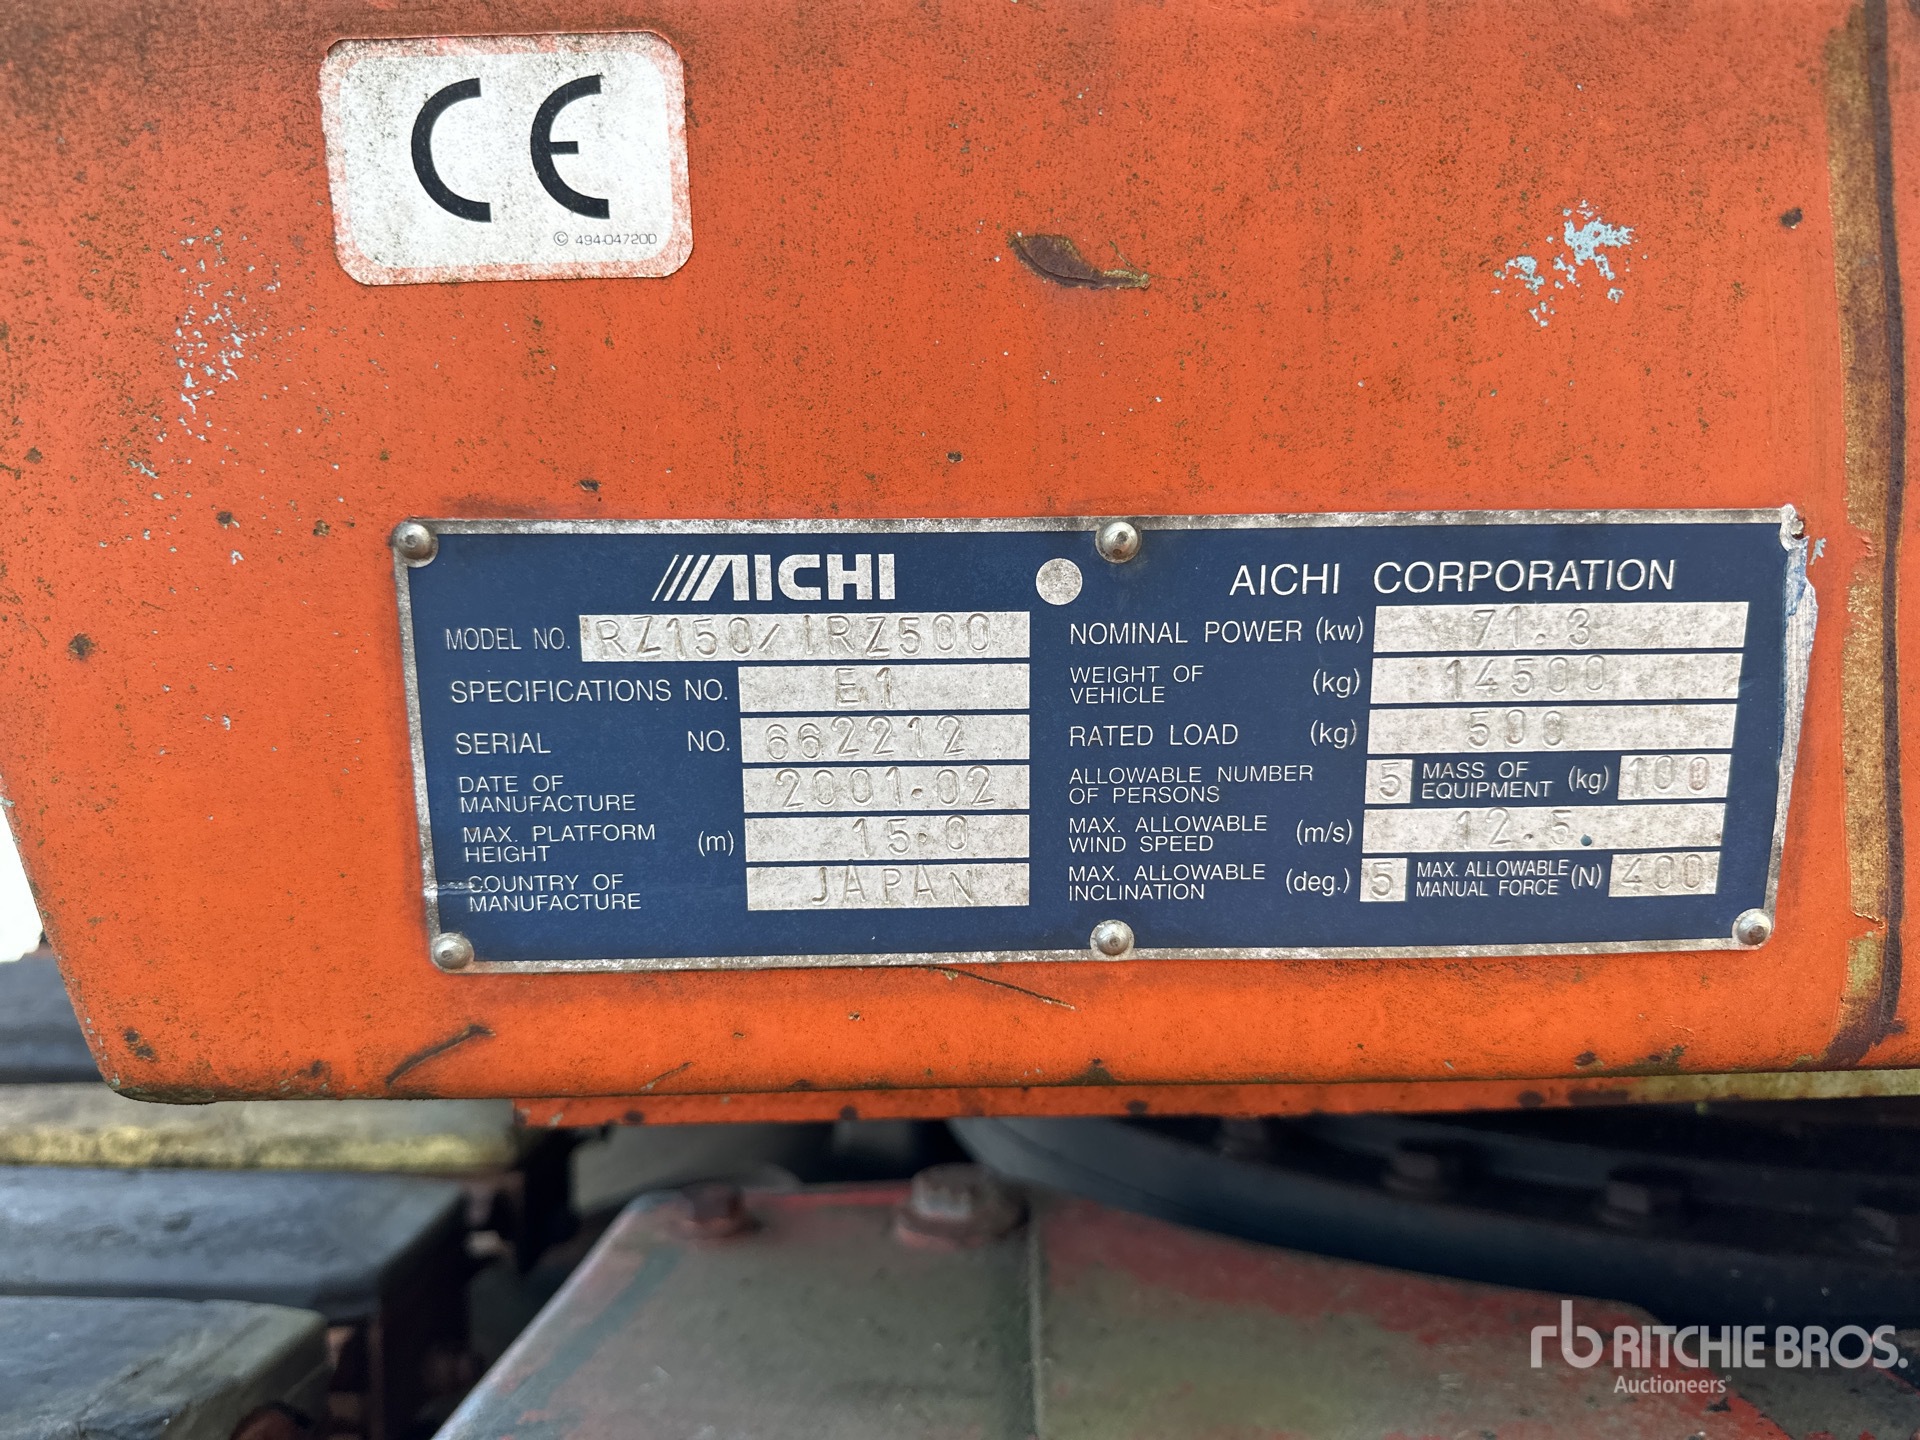 CE
© 494-04720D
AICHI
MODEL NO. RZ150/IRZ500
SPECIFICATIONS NO. E1
SERIAL NO. 662212
DATE OF MANUFACTURE 2001.02
MAX. PLATFORM HEIGHT (m) 15.0
COUNTRY OF MANUFACTURE JAPAN
AICHI CORPORATION
NOMINAL POWER (kw) 71.3
WEIGHT OF VEHICLE (kg) 14500
RATED LOAD (kg) 500
ALLOWABLE NUMBER OF PERSONS 5 MASS OF EQUIPMENT (kg) 100
MAX. ALLOWABLE WIND SPEED (m/s) 12.5
MAX. ALLOWABLE INCLINATION (deg.) 5 MAX. ALLOWABLE MANUAL FORCE (N) 400
rb RITCHIE BROS.
Auctioneers